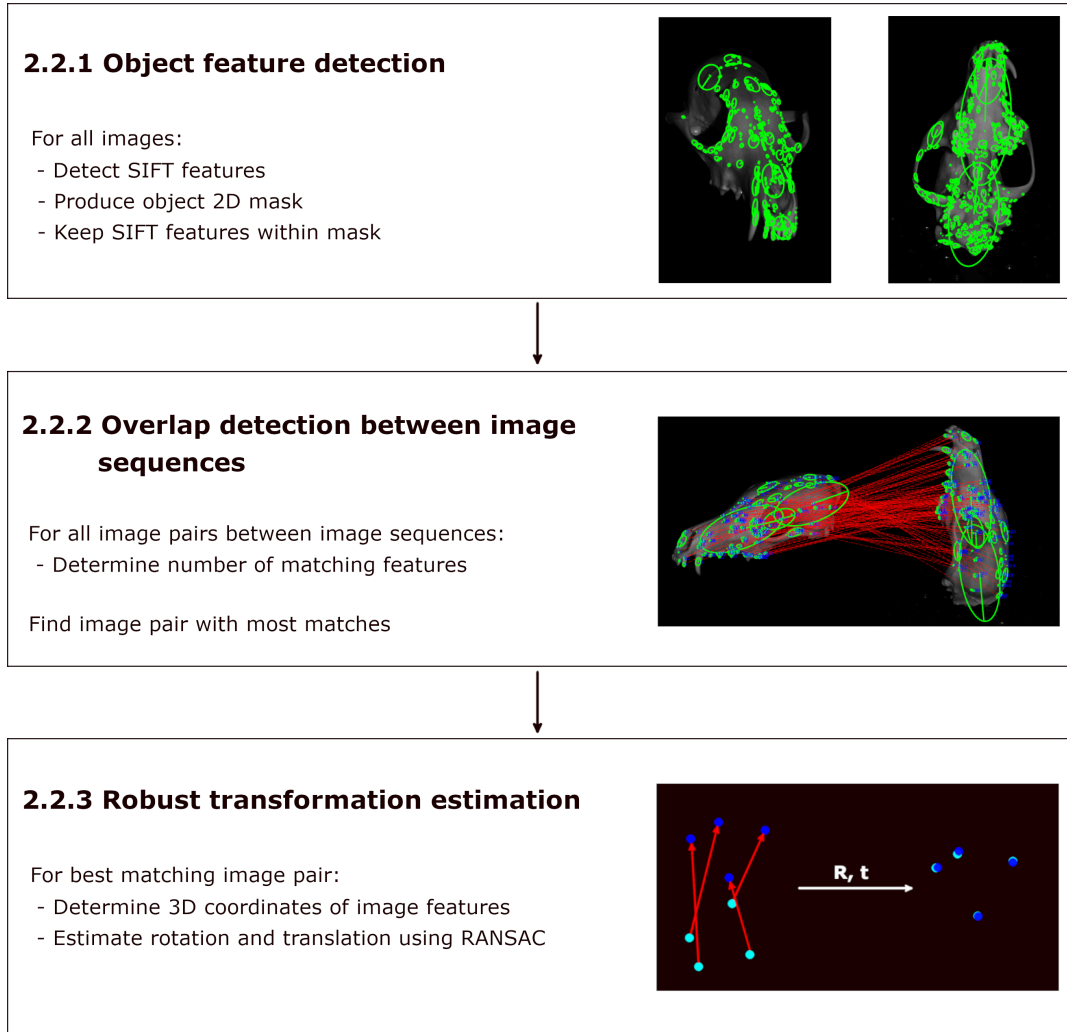 2.2.1 Object feature detection
For all images:
- Detect SIFT features
- Produce object 2D mask
- Keep SIFT features within mask
2.2.2 Overlap detection between image
sequences
For all image pairs between image sequences:
- Determine number of matching features
Find image pair with most matches
2.2.3 Robust transformation estimation
For best matching image pair:
- Determine 3D coordinates of image features
- Estimate rotation and translation using RANSAC
R, t